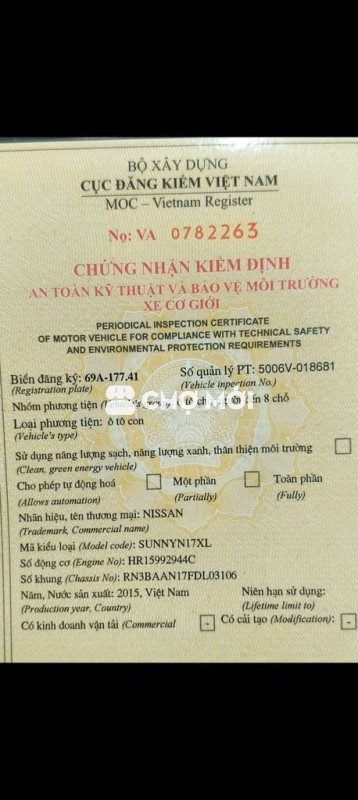 BỘ XÂY DỰNG
CỤC ĐĂNG KIỂM VIỆT NAM
MOC – Vietnam Register
No: VA 0782263
CHỨNG NHẬN KIỂM ĐỊNH
AN TOÀN KỸ THUẬT VÀ BẢO VỆ MÔI TRƯỜNG
XE CƠ GIỚI
PERIODICAL INSPECTION CERTIFICATE
OF MOTOR VEHICLE FOR COMPLIANCE WITH TECHNICAL SAFETY
AND ENVIRONMENTAL PROTECTION REQUIREMENTS
Biển đăng ký: 69A-177.41 Số quản lý PT: 5006V-018681
(Registration plate) (Vehicle inpection No.)
CHỢ TỐT
Nhóm phương tiện ô tô đến 8 chỗ
Loại phương tiện: ô tô con
(Vehicle's type)
Sử dụng năng lượng sạch, năng lượng xanh, thân thiện môi trường
(Clean, green energy vehicle)
Cho phép tự động hoá Một phần Toàn phần
(Allows automation) (Partially) (Fully)
Nhãn hiệu, tên thương mại: NISSAN
(Trademark, Commercial name)
Mã kiểu loại (Model code): SUNNYN17XL
Số động cơ (Engine No): HR15992944C
Số khung (Chassis No): RN3BAAN17FDL03106
Năm, Nước sản xuất: 2015, Việt Nam Niên hạn sử dụng:
(Production year, Country) (Lifetime limit to)
Có kinh doanh vận tải (Commercial - Có cải tạo (Modification): -